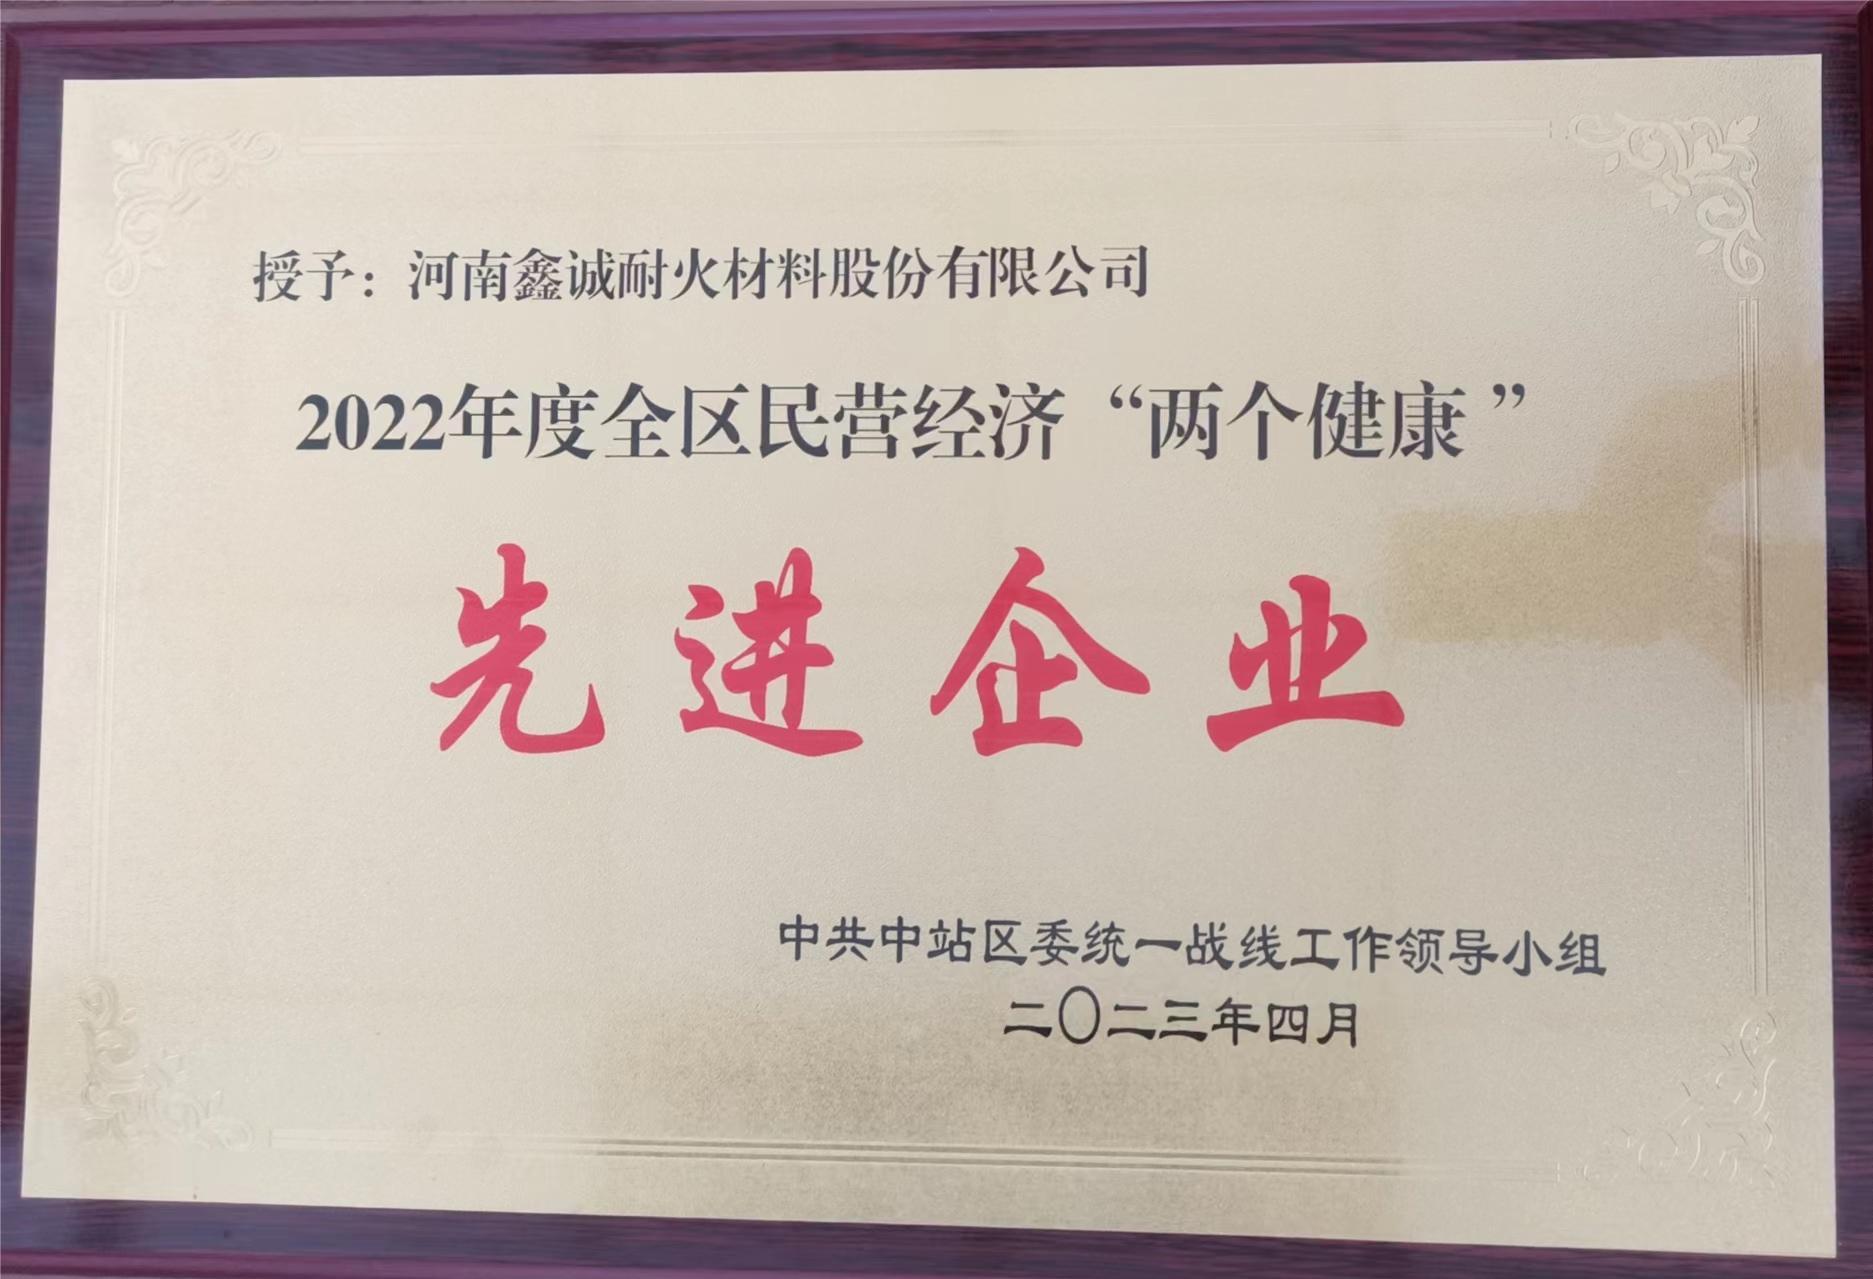 授予：河南鑫诚耐火材料股份有限公司
2022年度全区民营经济“两个健康”
先进企业
中共中站区委统一战线工作领导小组
二〇二三年四月